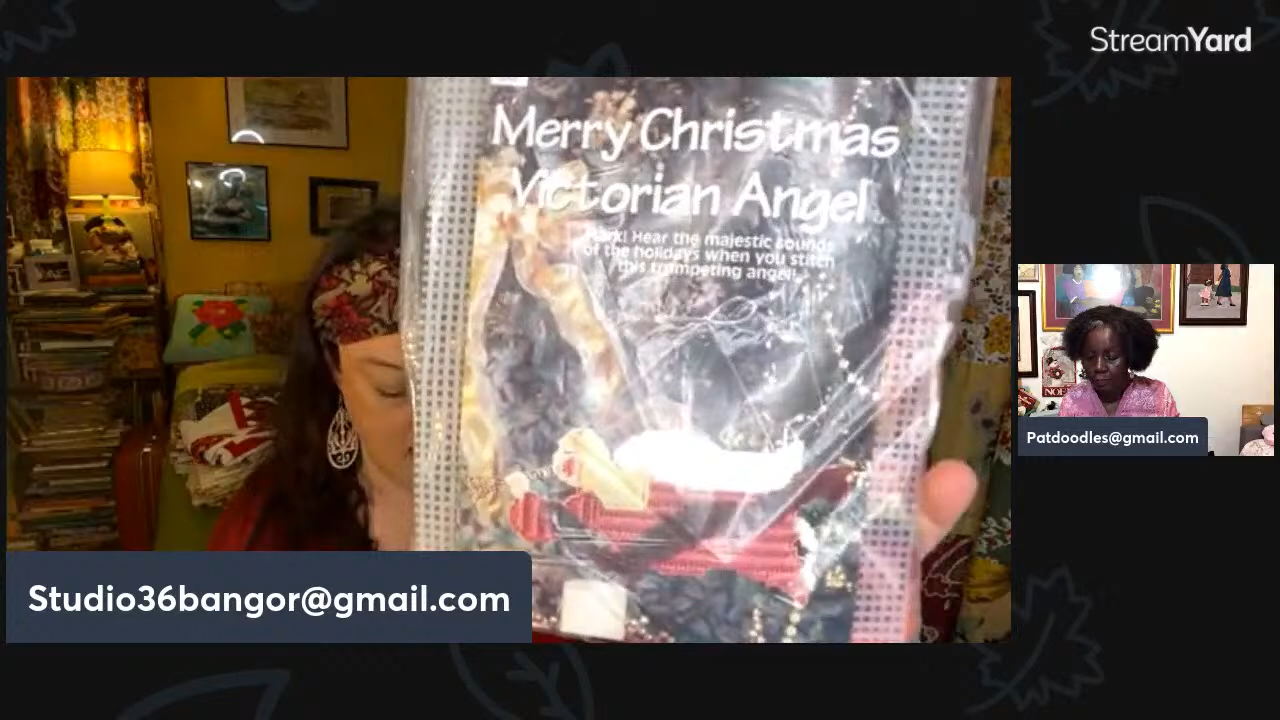 StreamYard
Merry Christmas
Victorian Angel
Hark! Hear the majestic sounds
of the holidays when you stitch
this trumpeting angel!
NOEL
Patdoodles@gmail.com
Studio36bangor@gmail.com